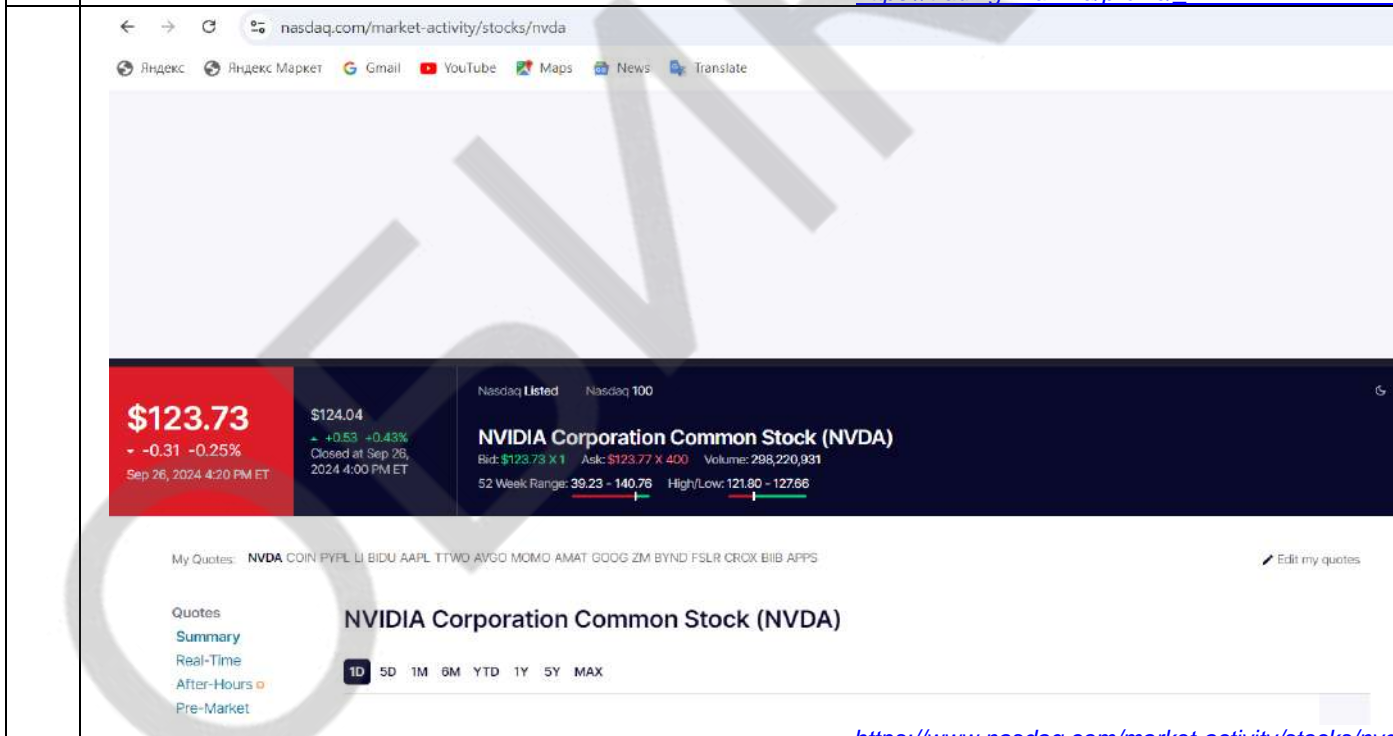 nasdaq.com/market-activity/stocks/nvda
Яндекс Яндекс Маркет Gmail YouTube Maps News Translate
Nasdaq Listed Nasdaq 100
$123.73
-0.31 -0.25%
Sep 26, 2024 4:20 PM ET
$124.04
+0.53 +0.43%
Closed at Sep 26,
2024 4:00 PM ET
NVIDIA Corporation Common Stock (NVDA)
Bid: $123.73 X 1 Ask: $123.77 X 400 Volume: 298,220,931
52 Week Range: 39.23 - 140.76 High/Low: 121.80 - 127.66
My Quotes: NVDA COIN PYPL LI BIDU AAPL TTWO AVGO MOMO AMAT GOOG ZM BYND FSLR CROX BIIB APPS
Edit my quotes
Quotes
Summary
Real-Time
After-Hours
Pre-Market
NVIDIA Corporation Common Stock (NVDA)
1D 5D 1M 6M YTD 1Y 5Y MAX